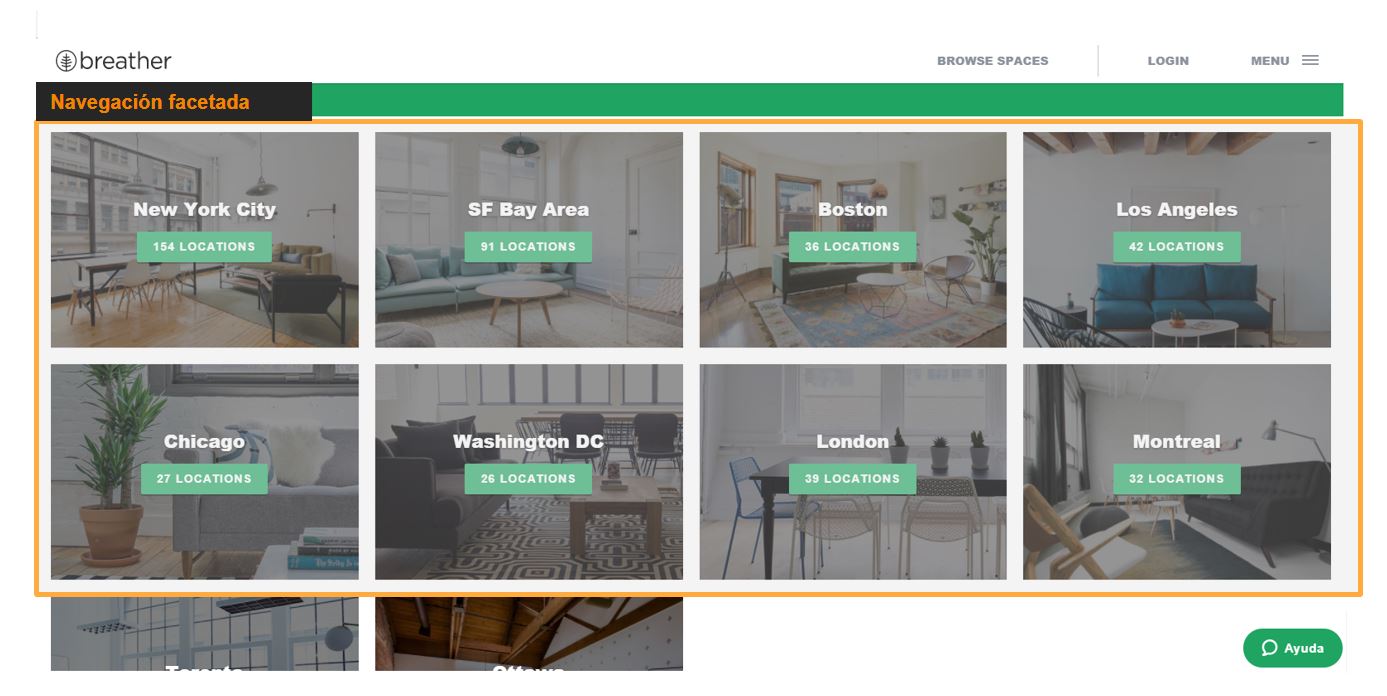 breather
BROWSE SPACES
LOGIN
MENU
Navegación facetada
New York City
154 LOCATIONS
SF Bay Area
91 LOCATIONS
Boston
36 LOCATIONS
Los Angeles
42 LOCATIONS
Chicago
27 LOCATIONS
Washington DC
26 LOCATIONS
London
39 LOCATIONS
Montreal
32 LOCATIONS
Toronto
Ottawa
Ayuda